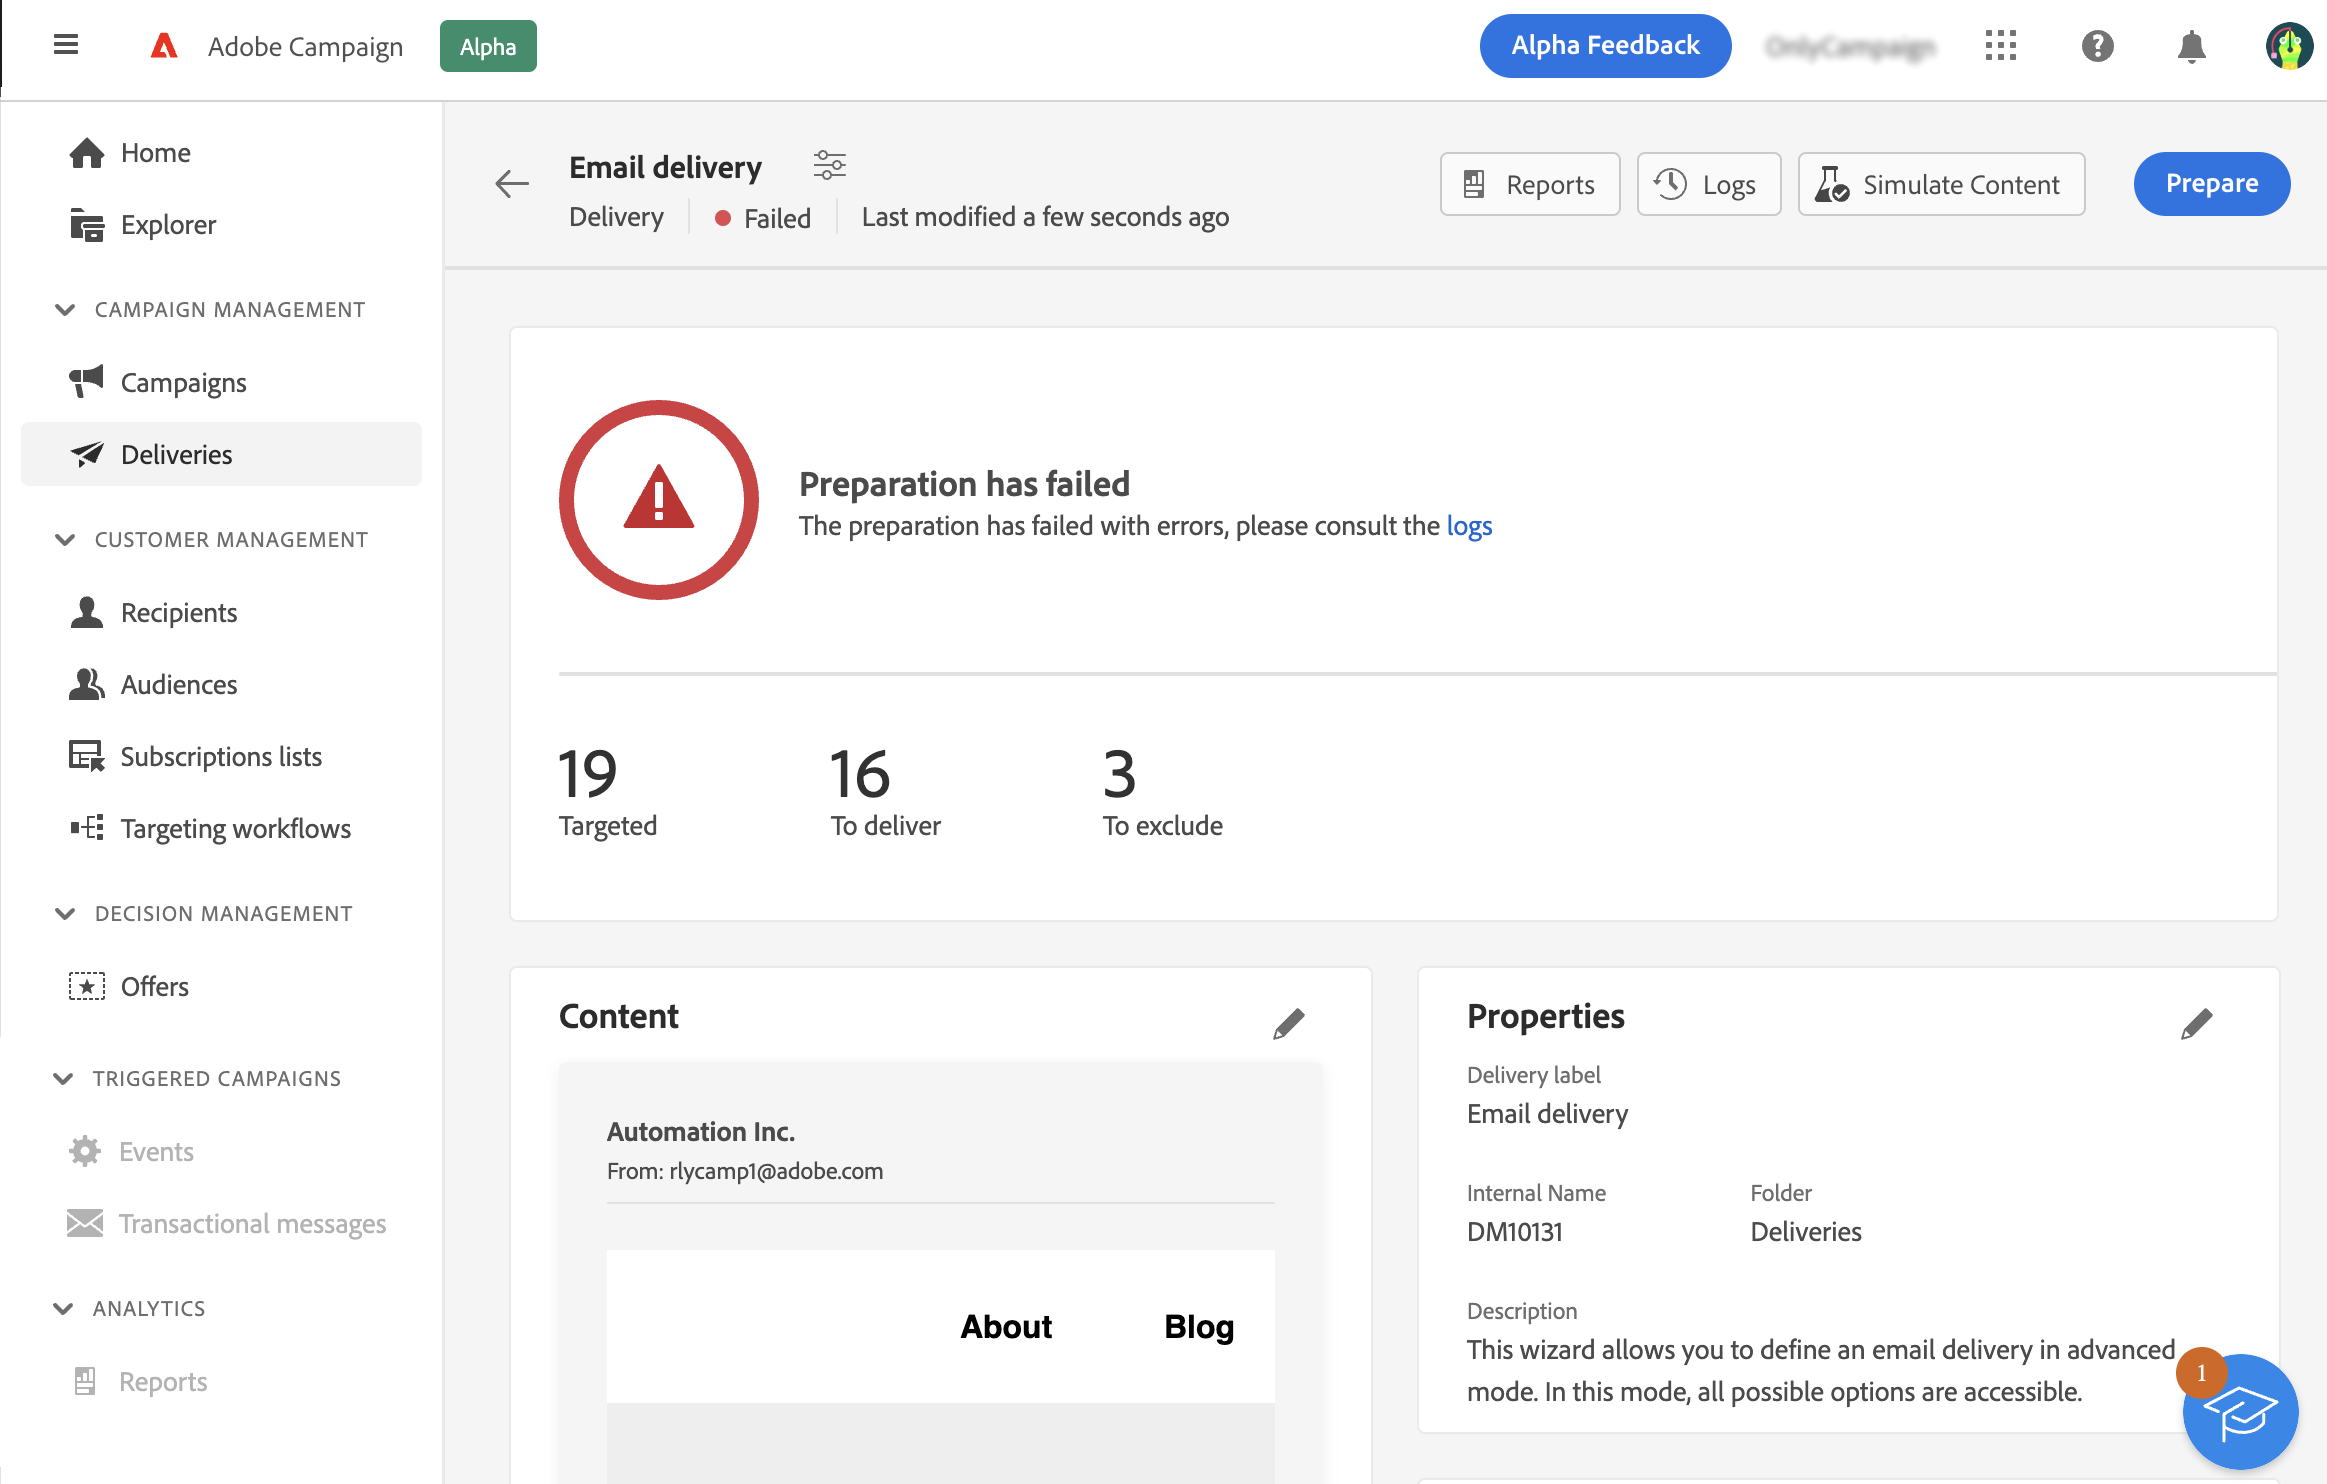 Adobe Campaign
Alpha
Alpha Feedback
Home
Explorer
CAMPAIGN MANAGEMENT
Campaigns
Deliveries
CUSTOMER MANAGEMENT
Recipients
Audiences
Subscriptions lists
Targeting workflows
DECISION MANAGEMENT
Offers
TRIGGERED CAMPAIGNS
Events
Transactional messages
ANALYTICS
Reports
Email delivery
Delivery
Failed
Last modified a few seconds ago
Reports
Logs
Simulate Content
Prepare
Preparation has failed
The preparation has failed with errors, please consult the logs
19
Targeted
16
To deliver
3
To exclude
Content
Automation Inc.
From: rlycamp1@adobe.com
About
Blog
Properties
Delivery label
Email delivery
Internal Name
DM10131
Folder
Deliveries
Description
This wizard allows you to define an email delivery in advanced
mode. In this mode, all possible options are accessible.
1